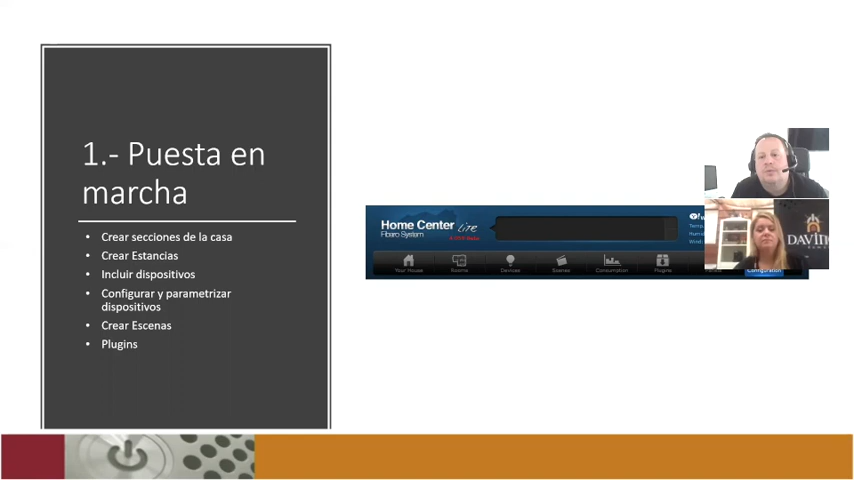 1.- Puesta en
marcha
• Crear secciones de la casa
• Crear Estancias
• Incluir dispositivos
• Configurar y parametrizar
dispositivos
• Crear Escenas
• Plugins
Home Center Lite
Fibaro System
Your House
Rooms
Devices
Scenes
Consumption
Plugins
Configuration